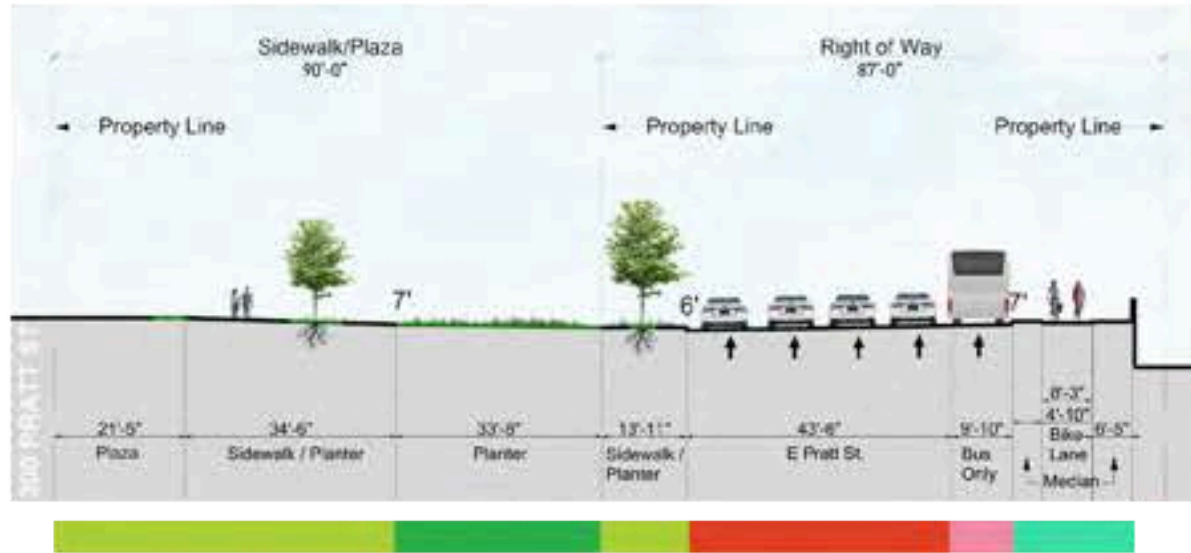 Sidewalk/Plaza
90'-0"
Right of Way
87'-0"
Property Line
Property Line
Property Line
7'
6'
7'
300 PRATT ST
8'-3"
4'-10"
21'-5"
34'-6"
33'-8"
13'-11"
43'-6"
9'-10"
Bike
6'-5"
Plaza
Sidewalk / Planter
Planter
Sidewalk /
Planter
E Pratt St.
Bus
Only
Lane
Median